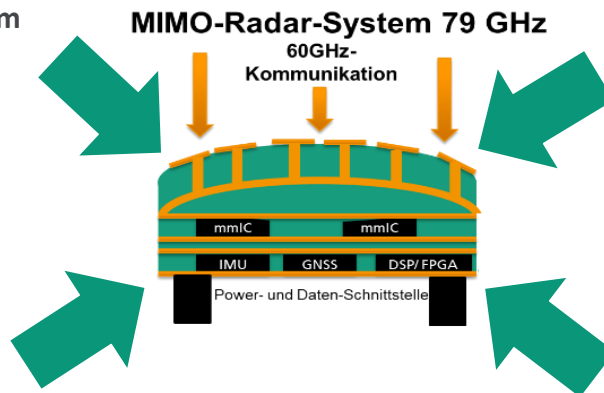 m
MIMO-Radar-System 79 GHz
60GHz-
Kommunikation
mmIC mmIC
IMU GNSS DSP/ FPGA
Power- und Daten-Schnittstelle